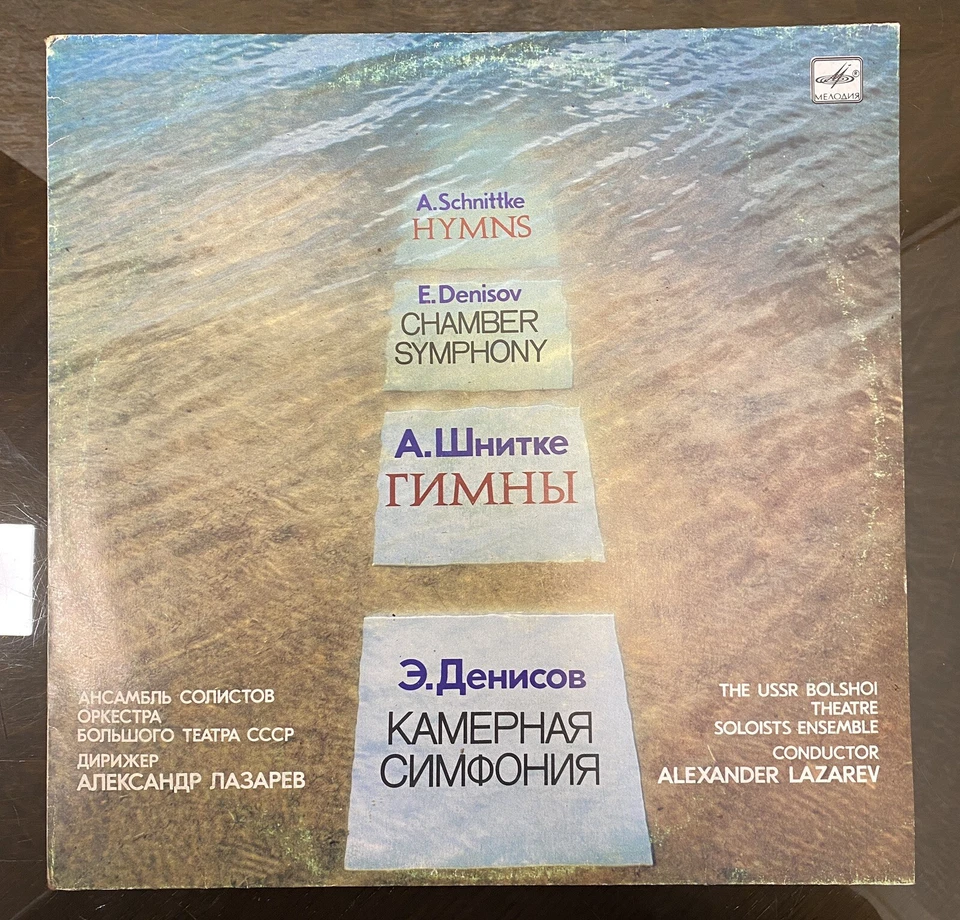 МЕЛОДИЯ
A.Schnittke
HYMNS
E.Denisov
CHAMBER
SYMPHONY
А.Шнитке
ГИМНЫ
Э.Денисов
КАМЕРНАЯ
СИМФОНИЯ
АНСАМБЛЬ СОЛИСТОВ
ОРКЕСТРА
БОЛЬШОГО ТЕАТРА СССР
ДИРИЖЕР
АЛЕКСАНДР ЛАЗАРЕВ
THE USSR BOLSHOI
THEATRE
SOLOISTS ENSEMBLE
CONDUCTOR
ALEXANDER LAZAREV